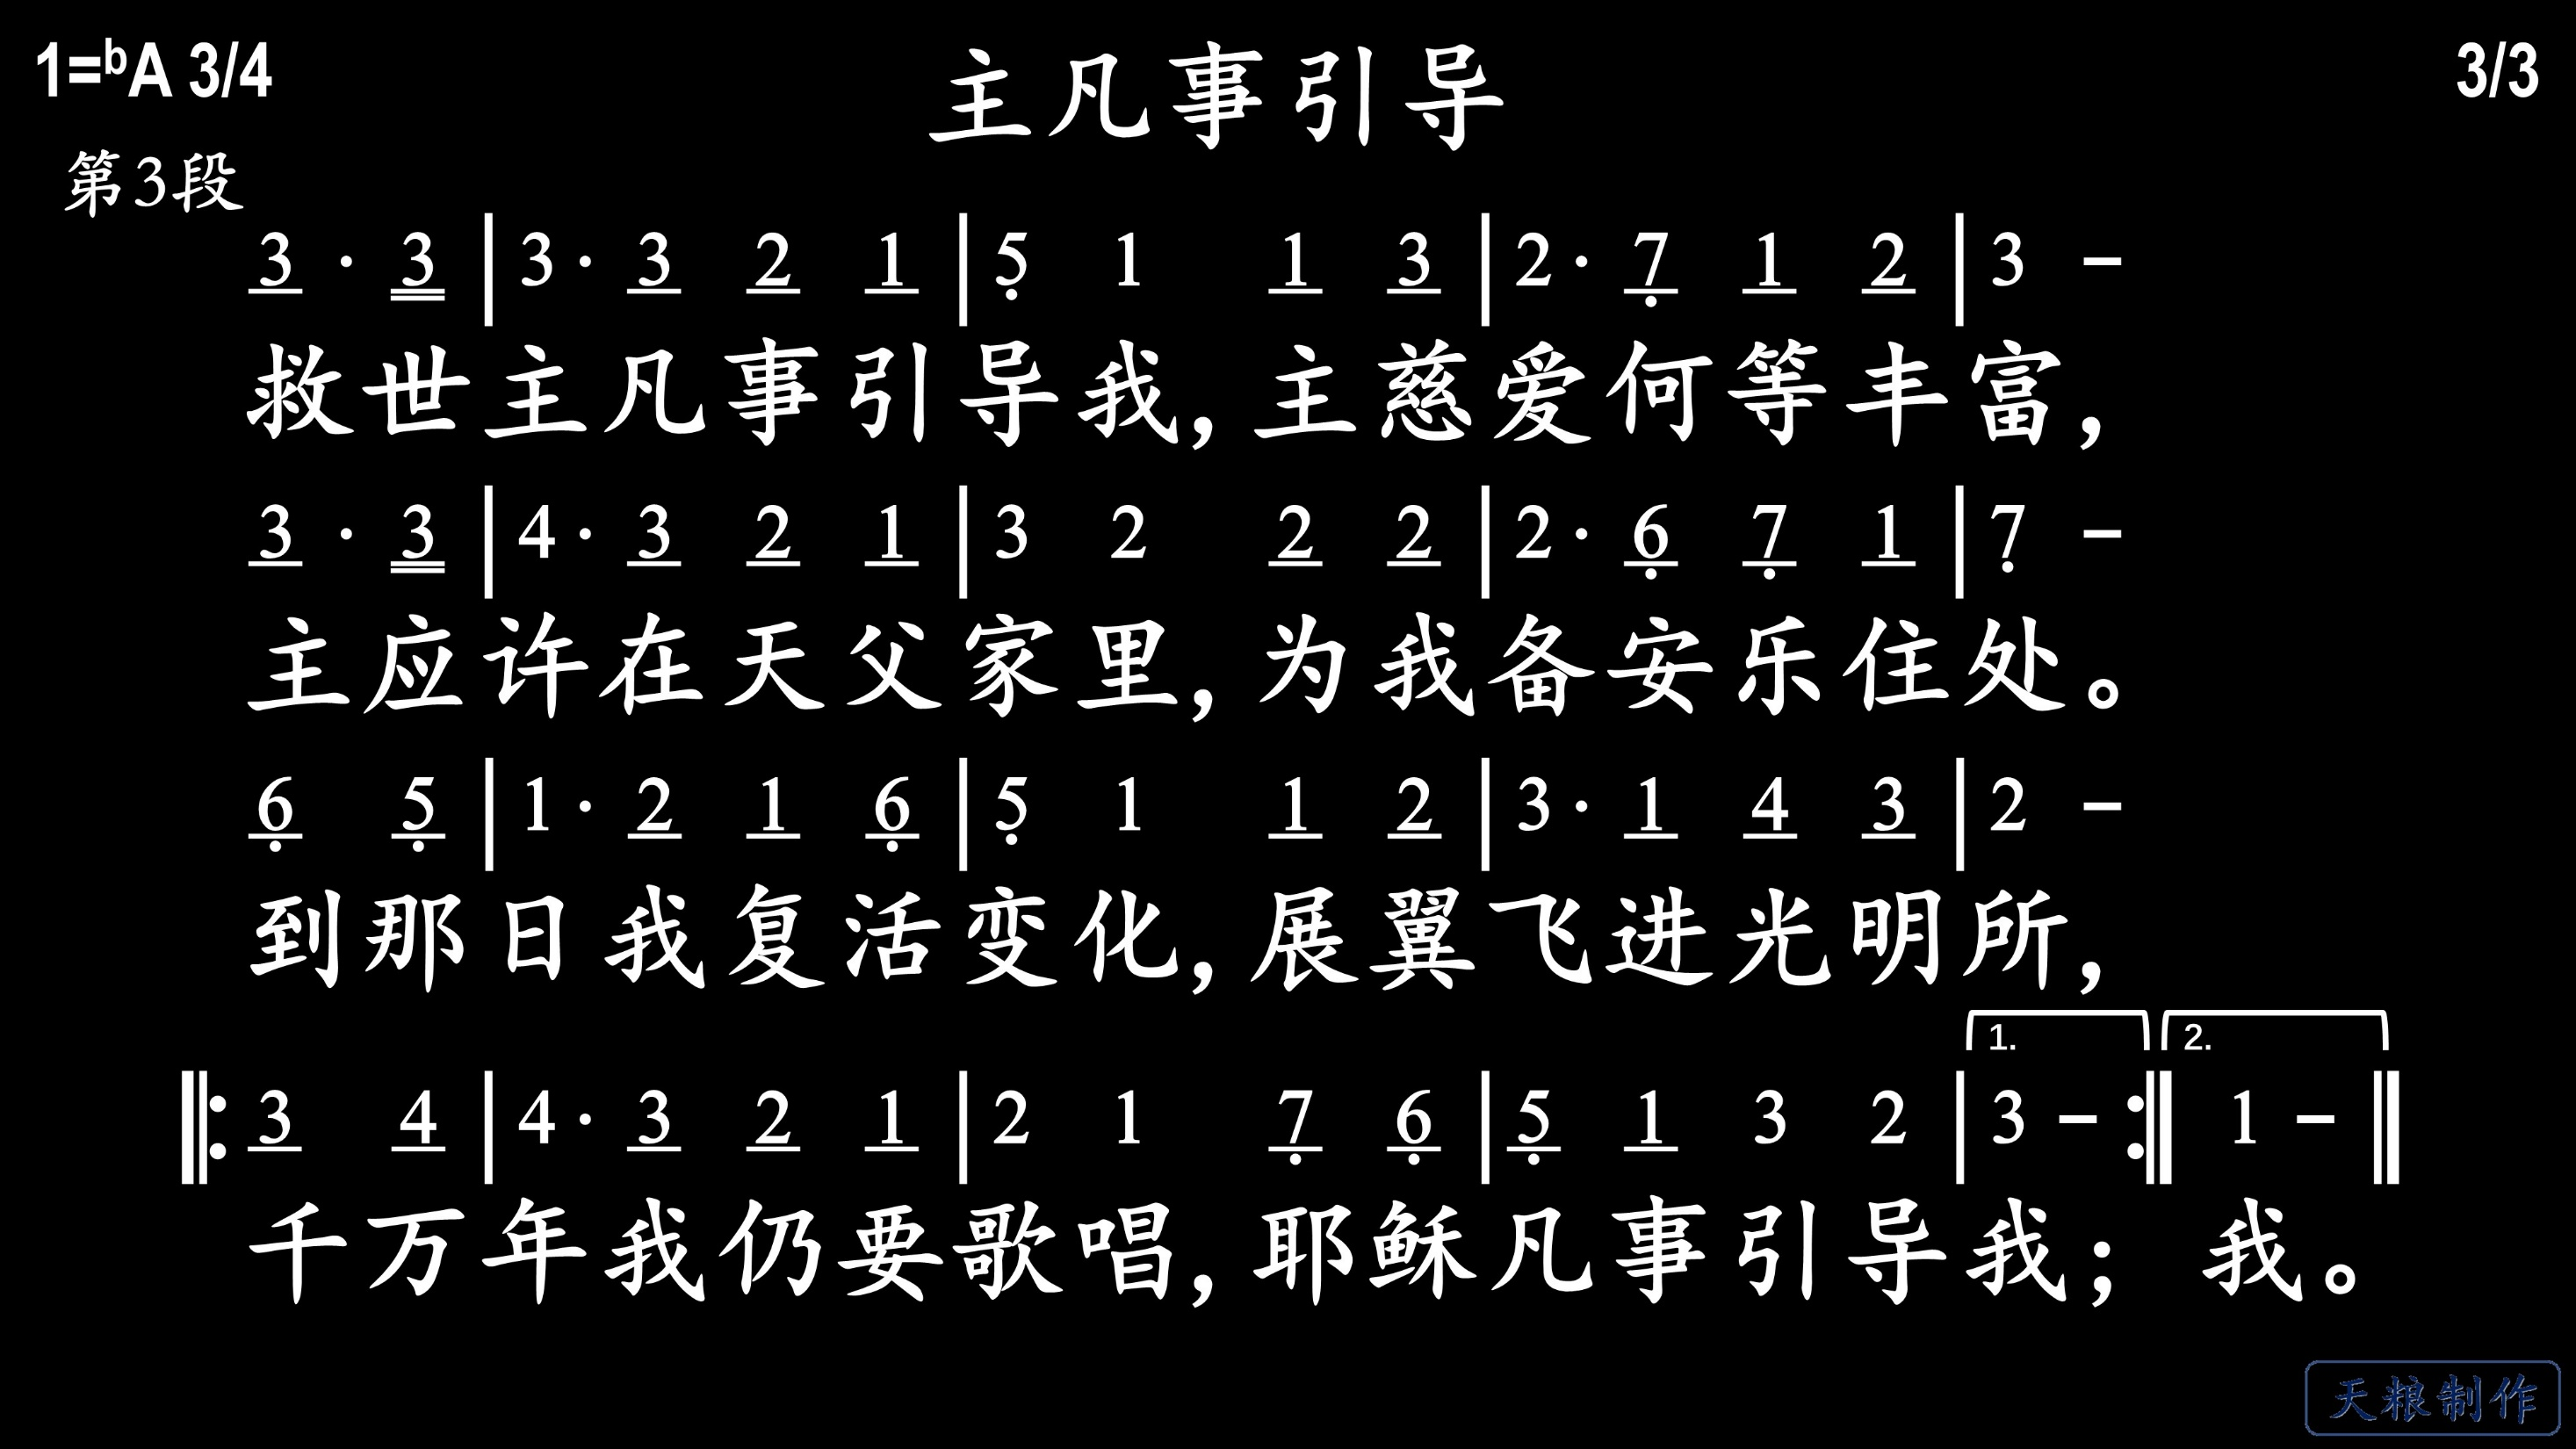 1=ᵇA 3/4
主凡事引导
3/3
第3段
3 · 3 | 3 · 3 2 1 | 5̣ 1 1 3 | 2 · 7̣ 1 2 | 3 –
救世主凡事引导我，主慈爱何等丰富，
3 · 3 | 4 · 3 2 1 | 3 2 2 2 | 2 · 6̣ 7̣ 1 | 7̣ –
主应许在天父家里，为我备安乐住处。
6̣ 5̣ | 1 · 2 1 6̣ | 5̣ 1 1 2 | 3 · 1 4 3 | 2 –
到那日我复活变化，展翼飞进光明所，
1. 2.
‖: 3 4 | 4 · 3 2 1 | 2 1 7̣ 6̣ | 5̣ 1 3 2 | 3 – :‖ 1 – ‖
千万年我仍要歌唱，耶稣凡事引导我； 我。
天粮制作